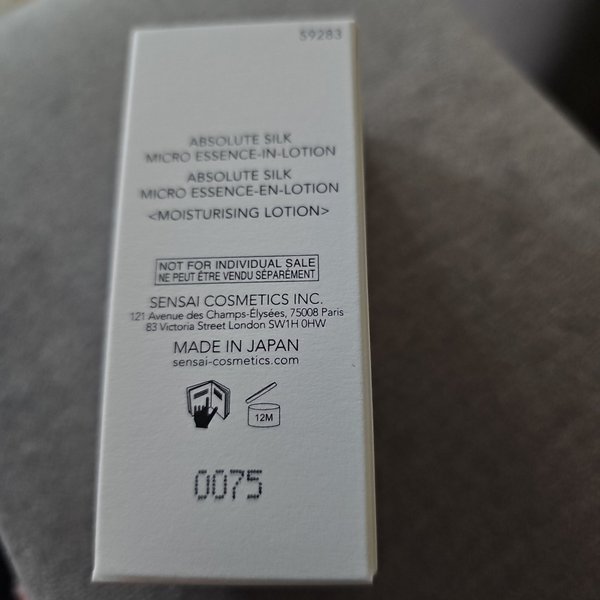 S9283
ABSOLUTE SILK
MICRO ESSENCE-IN-LOTION
ABSOLUTE SILK
MICRO ESSENCE-EN-LOTION
<MOISTURISING LOTION>
NOT FOR INDIVIDUAL SALE
NE PEUT ÊTRE VENDU SÉPARÉMENT
SENSAI COSMETICS INC.
121 Avenue des Champs-Élysées, 75008 Paris
83 Victoria Street London SW1H 0HW
MADE IN JAPAN
sensai-cosmetics.com
12M
0075